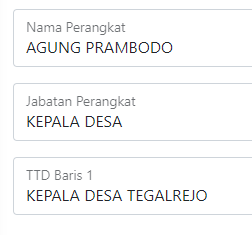 Nama Perangkat
AGUNG PRAMBODO
Jabatan Perangkat
KEPALA DESA
TTD Baris 1
KEPALA DESA TEGALREJO